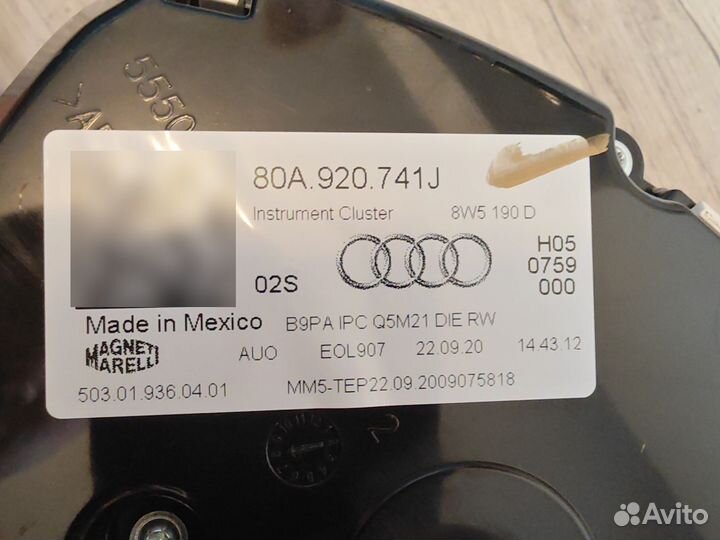 5550
80A.920.741J
Instrument Cluster 8W5 190 D
H05
02S 0759
000
Made in Mexico B9PA IPC Q5M21 DIE RW
MAGNETI
MARELLI
AUO EOL907 22.09.20 14.43.12
503.01.936.04.01 MM5-TEP22.09.2009075818
2
Avito